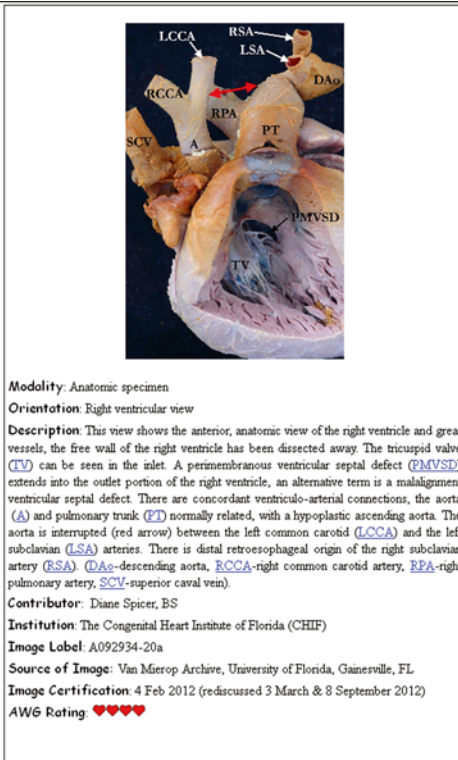 LCCA
RSA
LSA
DAo
RCCA
RPA
PT
SCV
A
PMVSD
TV
Modality: Anatomic specimen
Orientation: Right ventricular view
Description: This view shows the anterior, anatomic view of the right ventricle and grea
vessels, the free wall of the right ventricle has been dissected away. The tricuspid valve
(TV) can be seen in the inlet. A perimembranous ventricular septal defect (PMVSD)
extends into the outlet portion of the right ventricle, an alternative term is a malalignmen
ventricular septal defect. There are concordant ventriculo-arterial connections, the aorta
(A) and pulmonary trunk (PT) normally related, with a hypoplastic ascending aorta. The
aorta is interrupted (red arrow) between the left common carotid (LCCA) and the lef
subclavian (LSA) arteries. There is distal retroesophageal origin of the right subclavian
artery (RSA). (DAo-descending aorta, RCCA-right common carotid artery, RPA-righ
pulmonary artery, SCV-superior caval vein).
Contributor: Diane Spicer, BS
Institution: The Congenital Heart Institute of Florida (CHIF)
Image Label: A092934-20a
Source of Image: Van Mierop Archive, University of Florida, Gainesville, FL
Image Certification: 4 Feb 2012 (rediscussed 3 March & 8 September 2012)
AWG Rating: